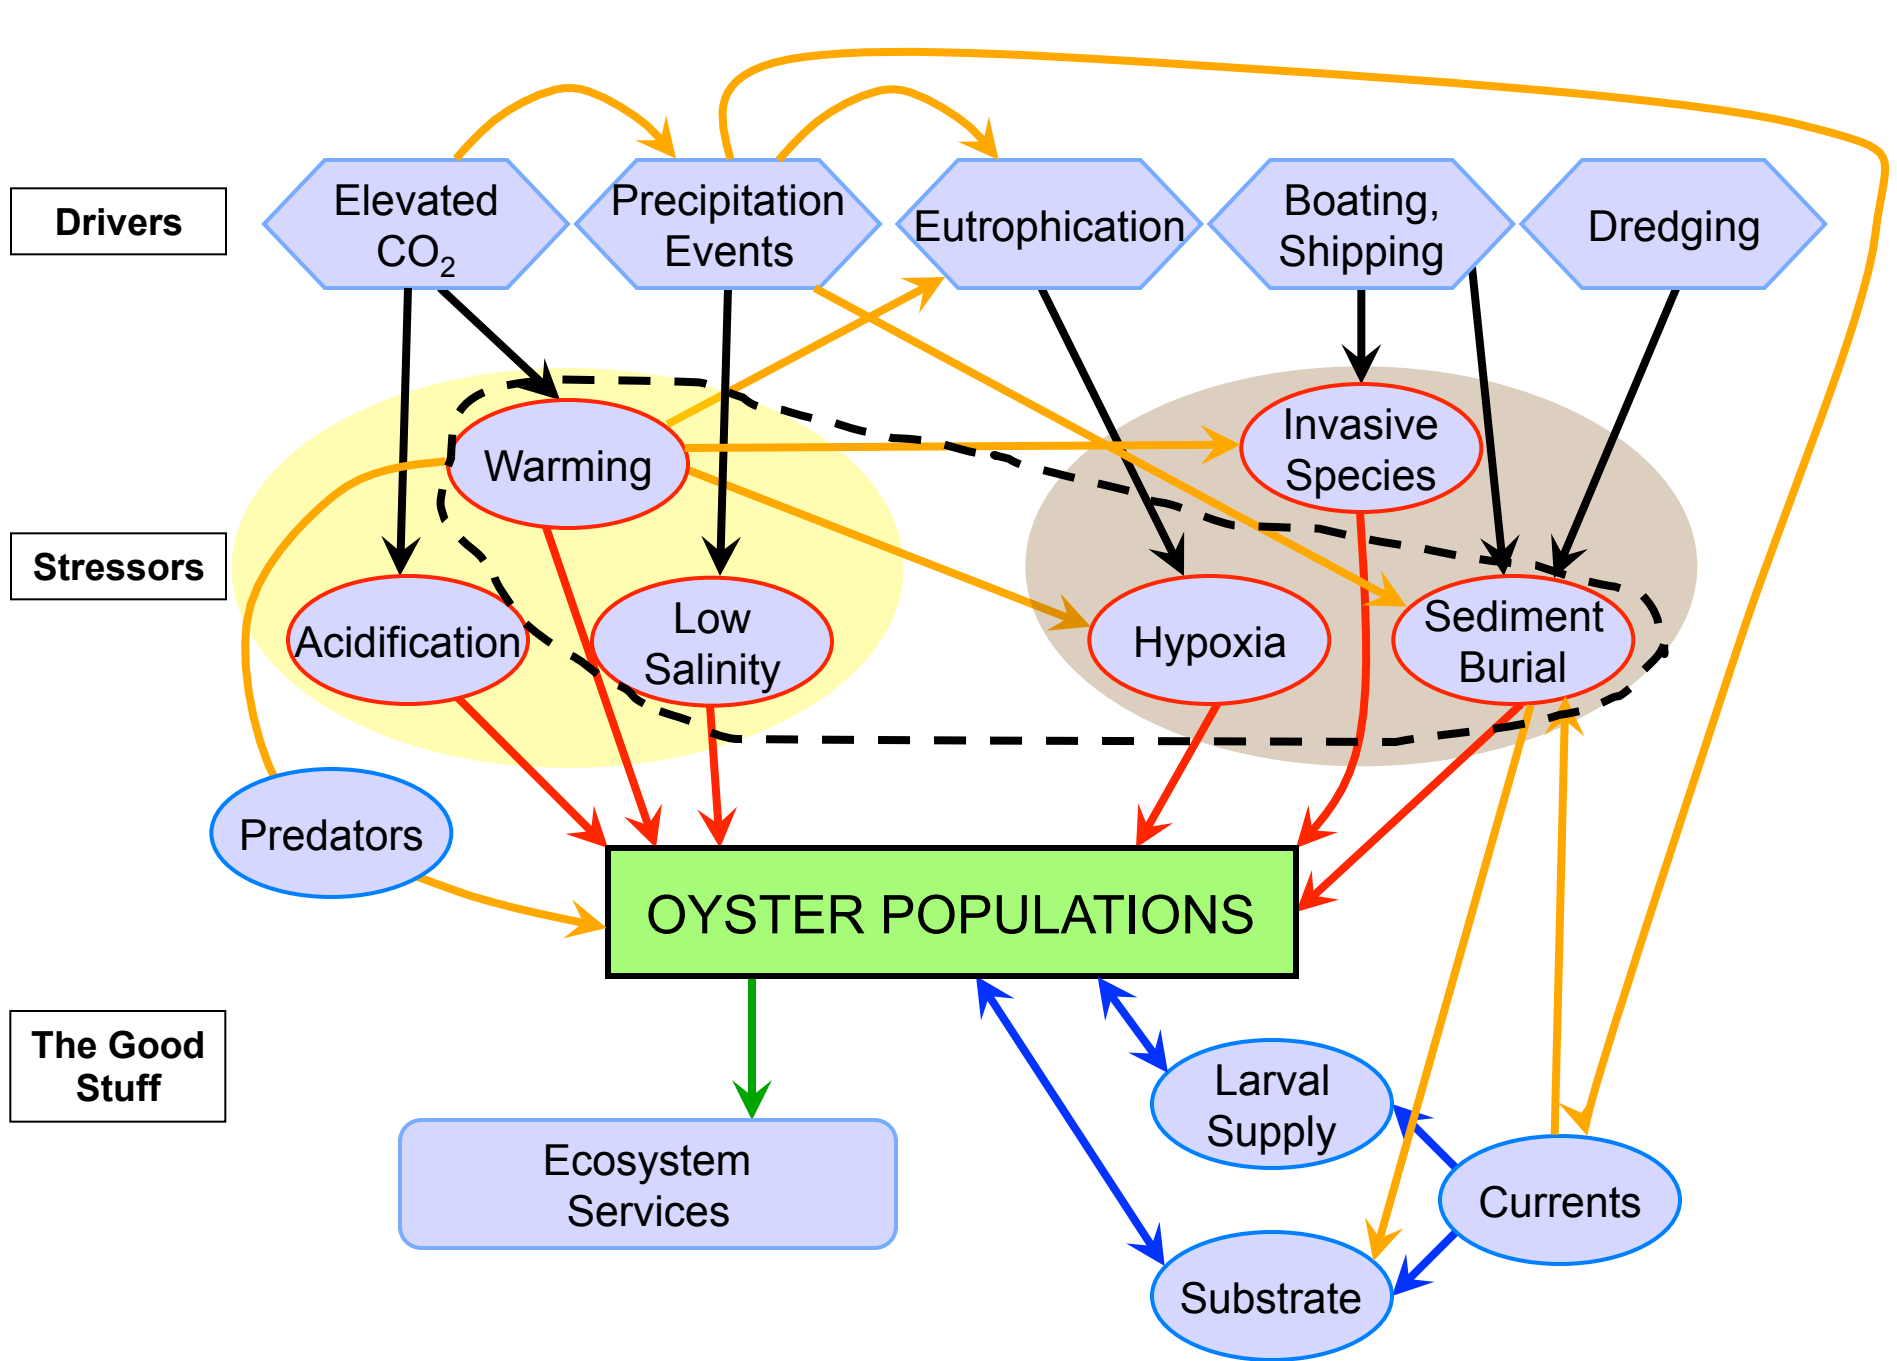 Drivers
Elevated
CO₂
Precipitation
Events
Eutrophication
Boating,
Shipping
Dredging
Stressors
Warming
Invasive
Species
Acidification
Low
Salinity
Hypoxia
Sediment
Burial
Predators
OYSTER POPULATIONS
The Good
Stuff
Ecosystem
Services
Larval
Supply
Currents
Substrate